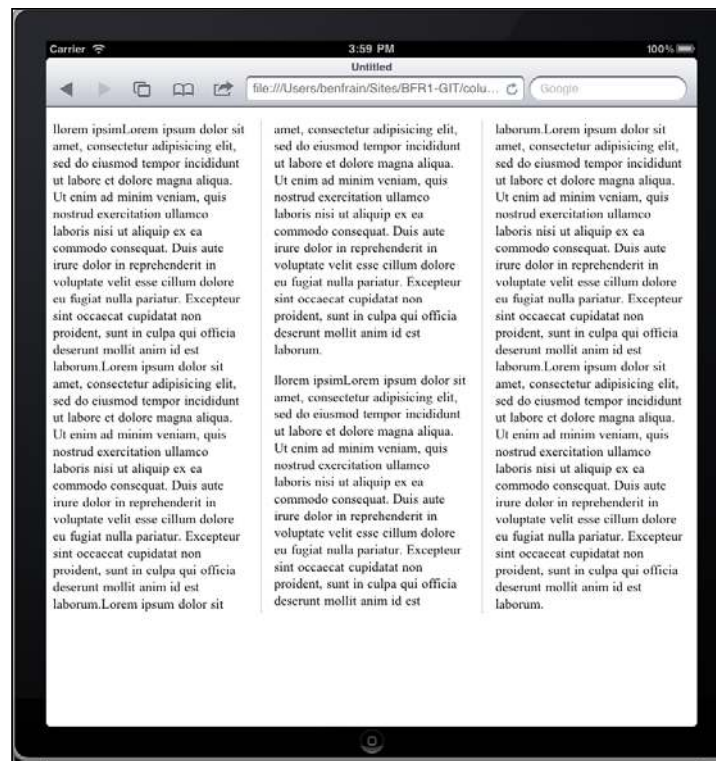 Carrier
3:59 PM
100%
Untitled
file:///Users/benfrain/Sites/BFR1-GIT/colu...
Google
llorem ipsimLorem ipsum dolor sit
amet, consectetur adipisicing elit,
sed do eiusmod tempor incididunt
ut labore et dolore magna aliqua.
Ut enim ad minim veniam, quis
nostrud exercitation ullamco
laboris nisi ut aliquip ex ea
commodo consequat. Duis aute
irure dolor in reprehenderit in
voluptate velit esse cillum dolore
eu fugiat nulla pariatur. Excepteur
sint occaecat cupidatat non
proident, sunt in culpa qui officia
deserunt mollit anim id est
laborum.Lorem ipsum dolor sit
amet, consectetur adipisicing elit,
sed do eiusmod tempor incididunt
ut labore et dolore magna aliqua.
Ut enim ad minim veniam, quis
nostrud exercitation ullamco
laboris nisi ut aliquip ex ea
commodo consequat. Duis aute
irure dolor in reprehenderit in
voluptate velit esse cillum dolore
eu fugiat nulla pariatur. Excepteur
sint occaecat cupidatat non
proident, sunt in culpa qui officia
deserunt mollit anim id est
laborum.Lorem ipsum dolor sit
amet, consectetur adipisicing elit,
sed do eiusmod tempor incididunt
ut labore et dolore magna aliqua.
Ut enim ad minim veniam, quis
nostrud exercitation ullamco
laboris nisi ut aliquip ex ea
commodo consequat. Duis aute
irure dolor in reprehenderit in
voluptate velit esse cillum dolore
eu fugiat nulla pariatur. Excepteur
sint occaecat cupidatat non
proident, sunt in culpa qui officia
deserunt mollit anim id est
laborum.
llorem ipsimLorem ipsum dolor sit
amet, consectetur adipisicing elit,
sed do eiusmod tempor incididunt
ut labore et dolore magna aliqua.
Ut enim ad minim veniam, quis
nostrud exercitation ullamco
laboris nisi ut aliquip ex ea
commodo consequat. Duis aute
irure dolor in reprehenderit in
voluptate velit esse cillum dolore
eu fugiat nulla pariatur. Excepteur
sint occaecat cupidatat non
proident, sunt in culpa qui officia
deserunt mollit anim id est
laborum.Lorem ipsum dolor sit
amet, consectetur adipisicing elit,
sed do eiusmod tempor incididunt
ut labore et dolore magna aliqua.
Ut enim ad minim veniam, quis
nostrud exercitation ullamco
laboris nisi ut aliquip ex ea
commodo consequat. Duis aute
irure dolor in reprehenderit in
voluptate velit esse cillum dolore
eu fugiat nulla pariatur. Excepteur
sint occaecat cupidatat non
proident, sunt in culpa qui officia
deserunt mollit anim id est
laborum.Lorem ipsum dolor sit
amet, consectetur adipisicing elit,
sed do eiusmod tempor incididunt
ut labore et dolore magna aliqua.
Ut enim ad minim veniam, quis
nostrud exercitation ullamco
laboris nisi ut aliquip ex ea
commodo consequat. Duis aute
irure dolor in reprehenderit in
voluptate velit esse cillum dolore
eu fugiat nulla pariatur. Excepteur
sint occaecat cupidatat non
proident, sunt in culpa qui officia
deserunt mollit anim id est
laborum.